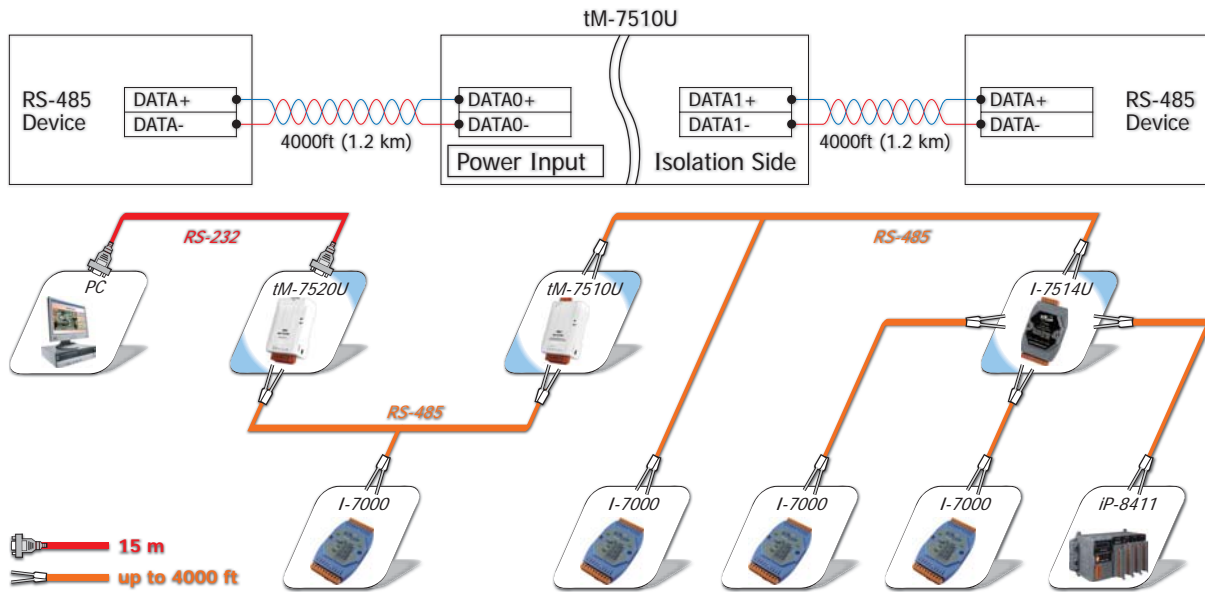 tM-7510U
RS-485
Device
DATA+
DATA-
4000ft (1.2 km)
DATA0+
DATA0-
Power Input
DATA1+
DATA1-
Isolation Side
4000ft (1.2 km)
DATA+
DATA-
RS-485
Device
RS-232
RS-485
PC
tM-7520U
tM-7510U
I-7514U
RS-485
I-7000
I-7000
I-7000
I-7000
iP-8411
15 m
up to 4000 ft